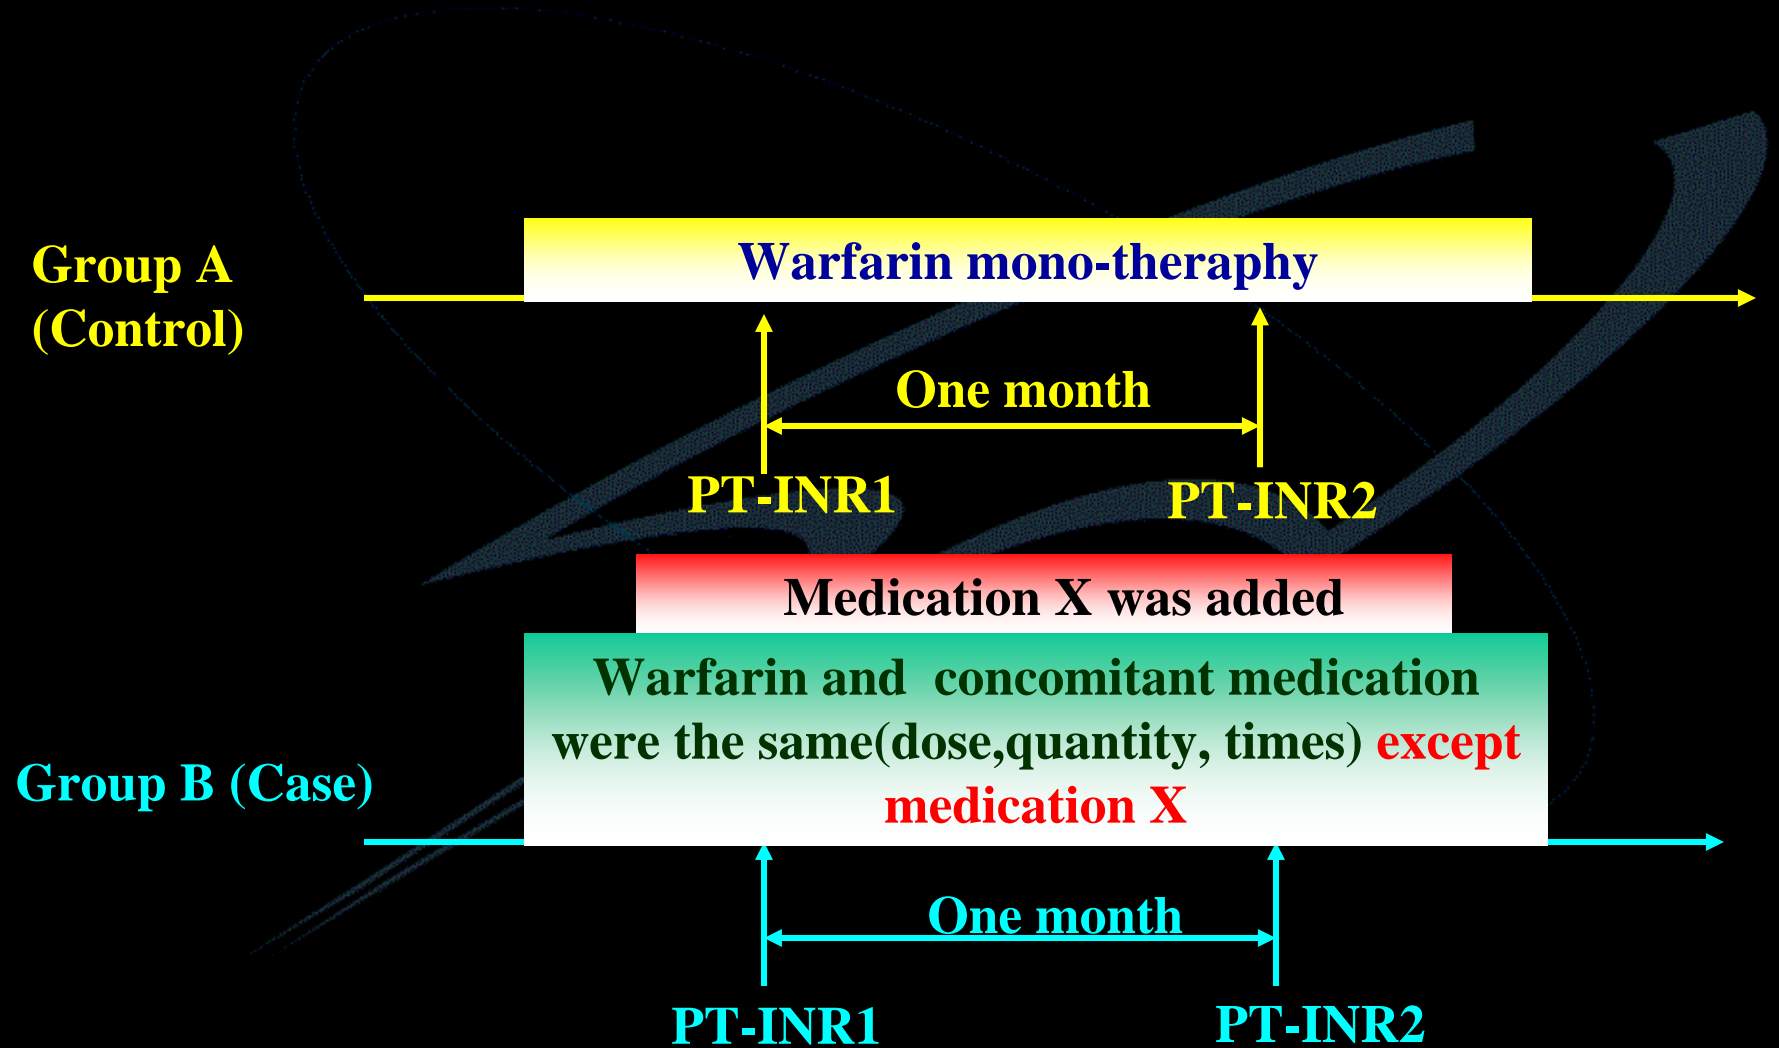 Warfarin mono-theraphy
Group A
(Control)
One month
PT-INR1
PT-INR2
Medication X was added
Warfarin and  concomitant medication
were the same(dose,quantity, times) except
medication X
Group B (Case)
One month
PT-INR1
PT-INR2